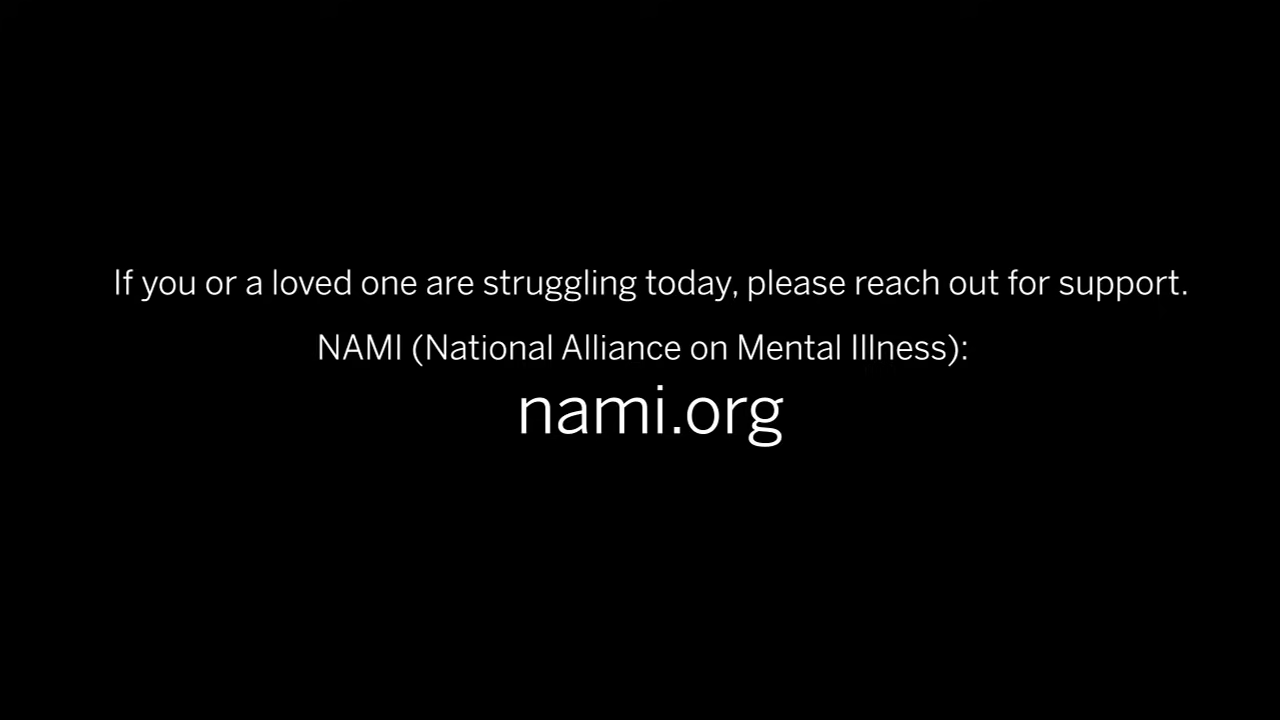 If you or a loved one are struggling today, please reach out for support.
NAMI (National Alliance on Mental Illness):
nami.org